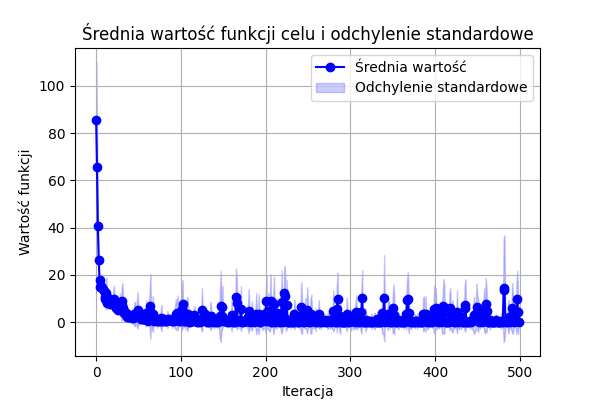 Średnia wartość funkcji celu i odchylenie standardowe
Średnia wartość
Odchylenie standardowe
Wartość funkcji
100
80
60
40
20
0
0 100 200 300 400 500
Iteracja